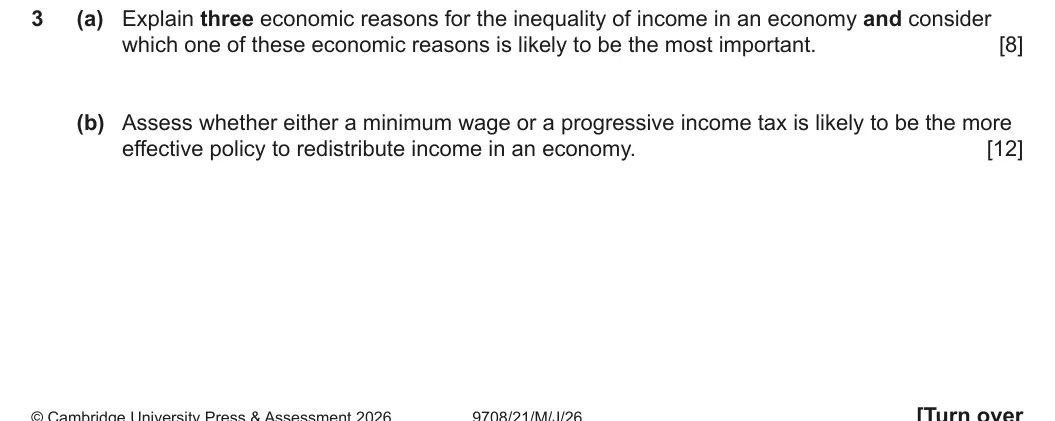 3 (a) Explain three economic reasons for the inequality of income in an economy and consider
which one of these economic reasons is likely to be the most important. [8]
(b) Assess whether either a minimum wage or a progressive income tax is likely to be the more
effective policy to redistribute income in an economy. [12]
© Cambridge University Press & Assessment 2026 9708/21/M/J/26 [Turn over